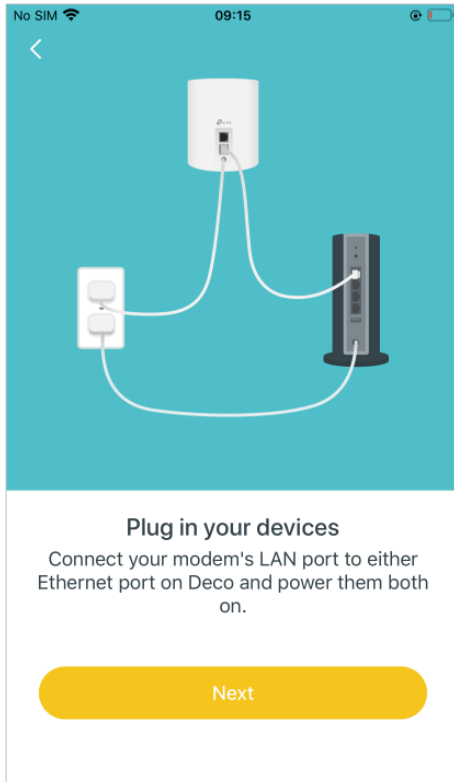 No SIM 09:15
Plug in your devices
Connect your modem's LAN port to either
Ethernet port on Deco and power them both
on.
Next